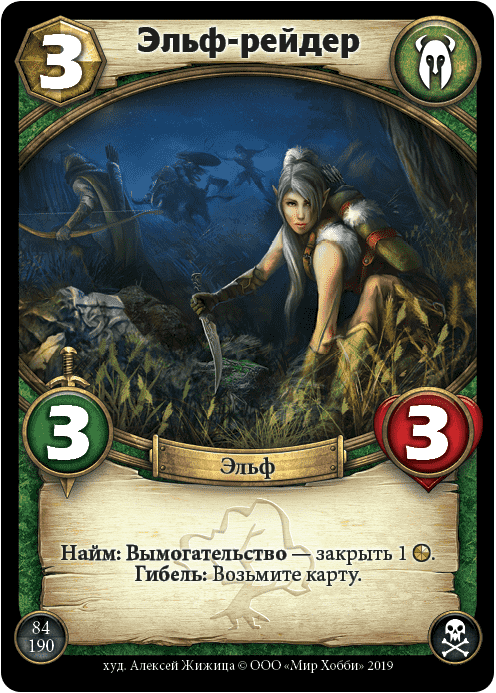 3
Эльф-рейдер
3
Эльф
3
Найм: Вымогательство — закрыть 1 .
Гибель: Возьмите карту.
84
190
худ. Алексей Жижица © ООО «Мир Хобби» 2019